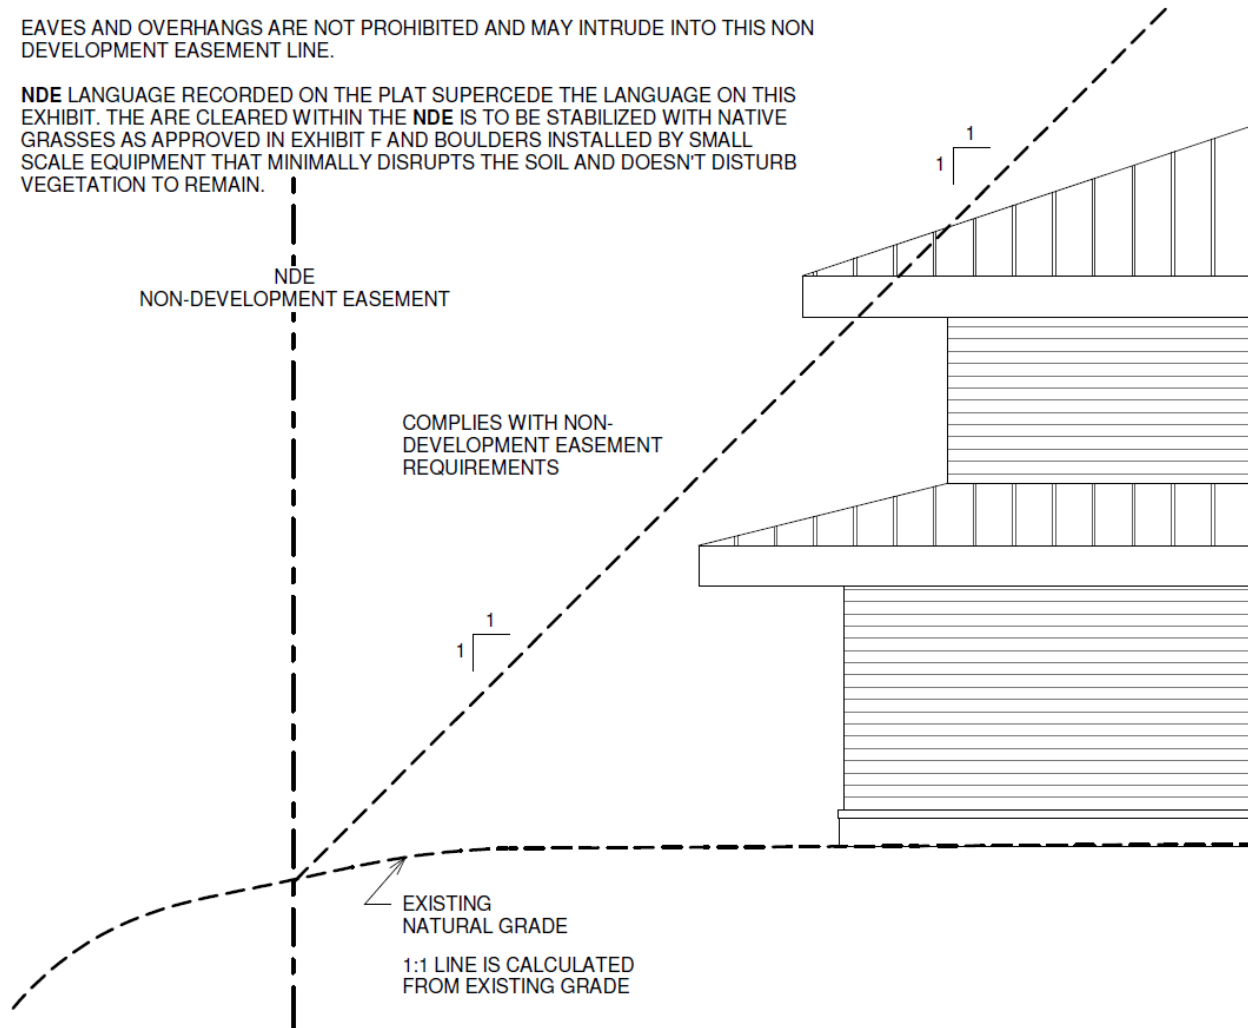 EAVES AND OVERHANGS ARE NOT PROHIBITED AND MAY INTRUDE INTO THIS NON
DEVELOPMENT EASEMENT LINE.
NDE LANGUAGE RECORDED ON THE PLAT SUPERCEDE THE LANGUAGE ON THIS
EXHIBIT. THE ARE CLEARED WITHIN THE NDE IS TO BE STABILIZED WITH NATIVE
GRASSES AS APPROVED IN EXHIBIT F AND BOULDERS INSTALLED BY SMALL
SCALE EQUIPMENT THAT MINIMALLY DISRUPTS THE SOIL AND DOESN'T DISTURB
VEGETATION TO REMAIN.
1
1
NDE
NON-DEVELOPMENT EASEMENT
COMPLIES WITH NON-
DEVELOPMENT EASEMENT
REQUIREMENTS
1
1
EXISTING
NATURAL GRADE
1:1 LINE IS CALCULATED
FROM EXISTING GRADE